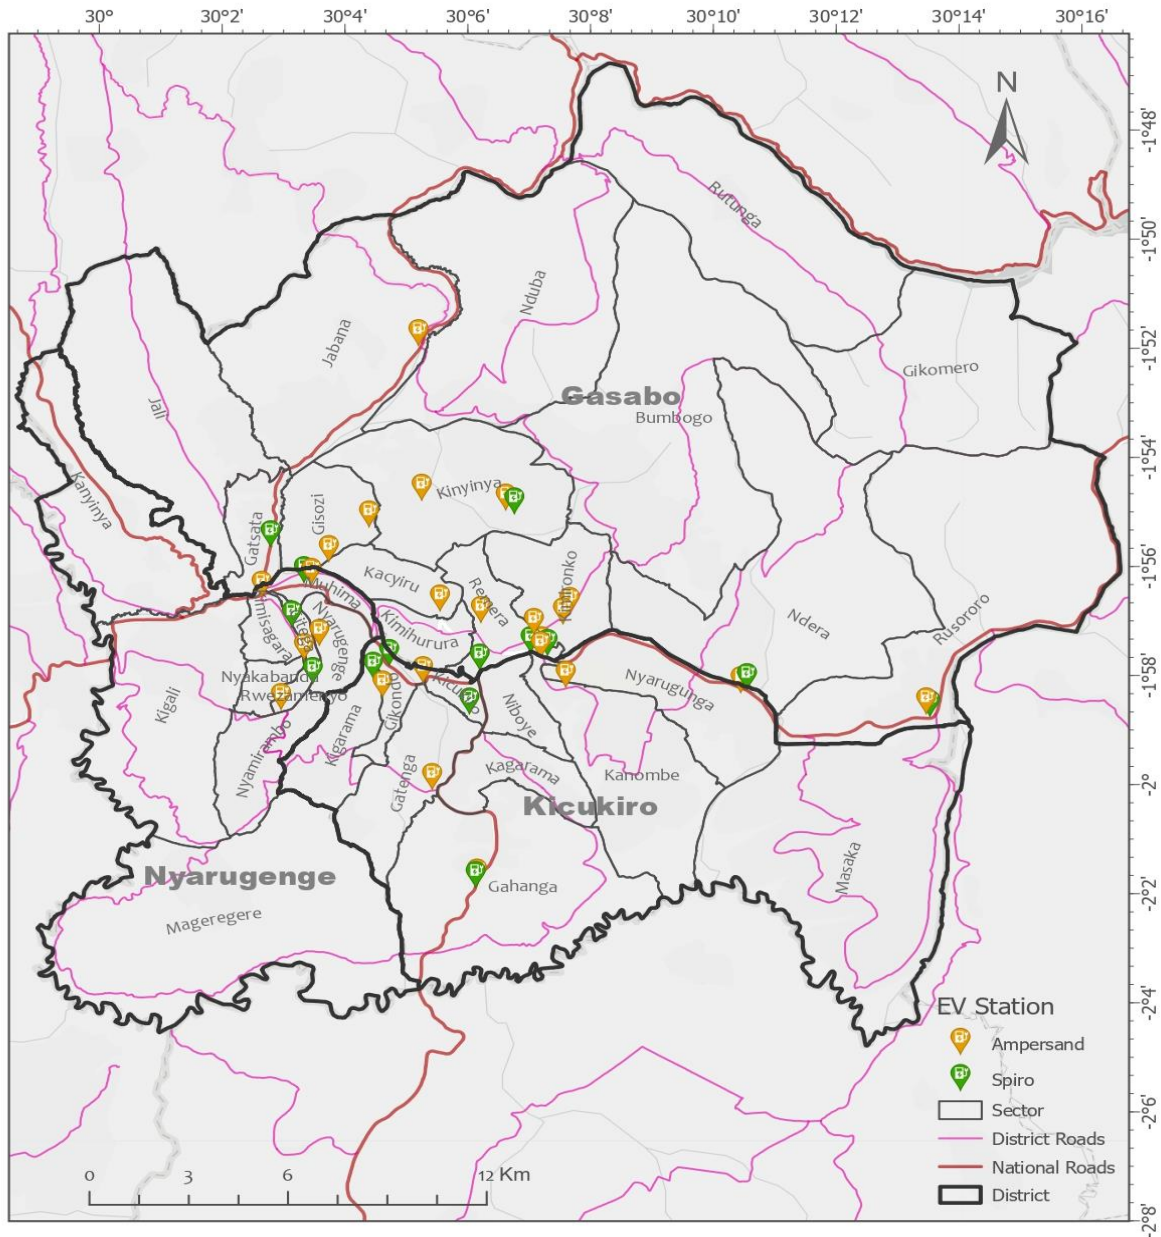 30° 30°2' 30°4' 30°6' 30°8' 30°10' 30°12' 30°14' 30°16'
N
-1°48'
-1°50'
-1°52'
-1°54'
-1°56'
-1°58'
-2°
-2°2'
-2°4'
-2°6'
-2°8'
Rutunga
Nduba
Jabana
Gikomero
Gasabo
Bumbogo
Jali
Kanyinya
Kinyinya
Gisozi
Gatsata
Kacyiru
Remera
Muhima
Kimihurura
Nyarugenge
Ndera
Rusororo
Nyakabanda
Rwezamenyo
Nyarugunga
Kigali
Gikondo
Niboye
Kigarama
Nyamirambo
Gatenga
Kagarama
Kanombe
Kicukiro
Masaka
Nyarugenge
Gahanga
Mageregere
EV Station
Ampersand
Spiro
Sector
District Roads
National Roads
District
0 3 6 12 Km